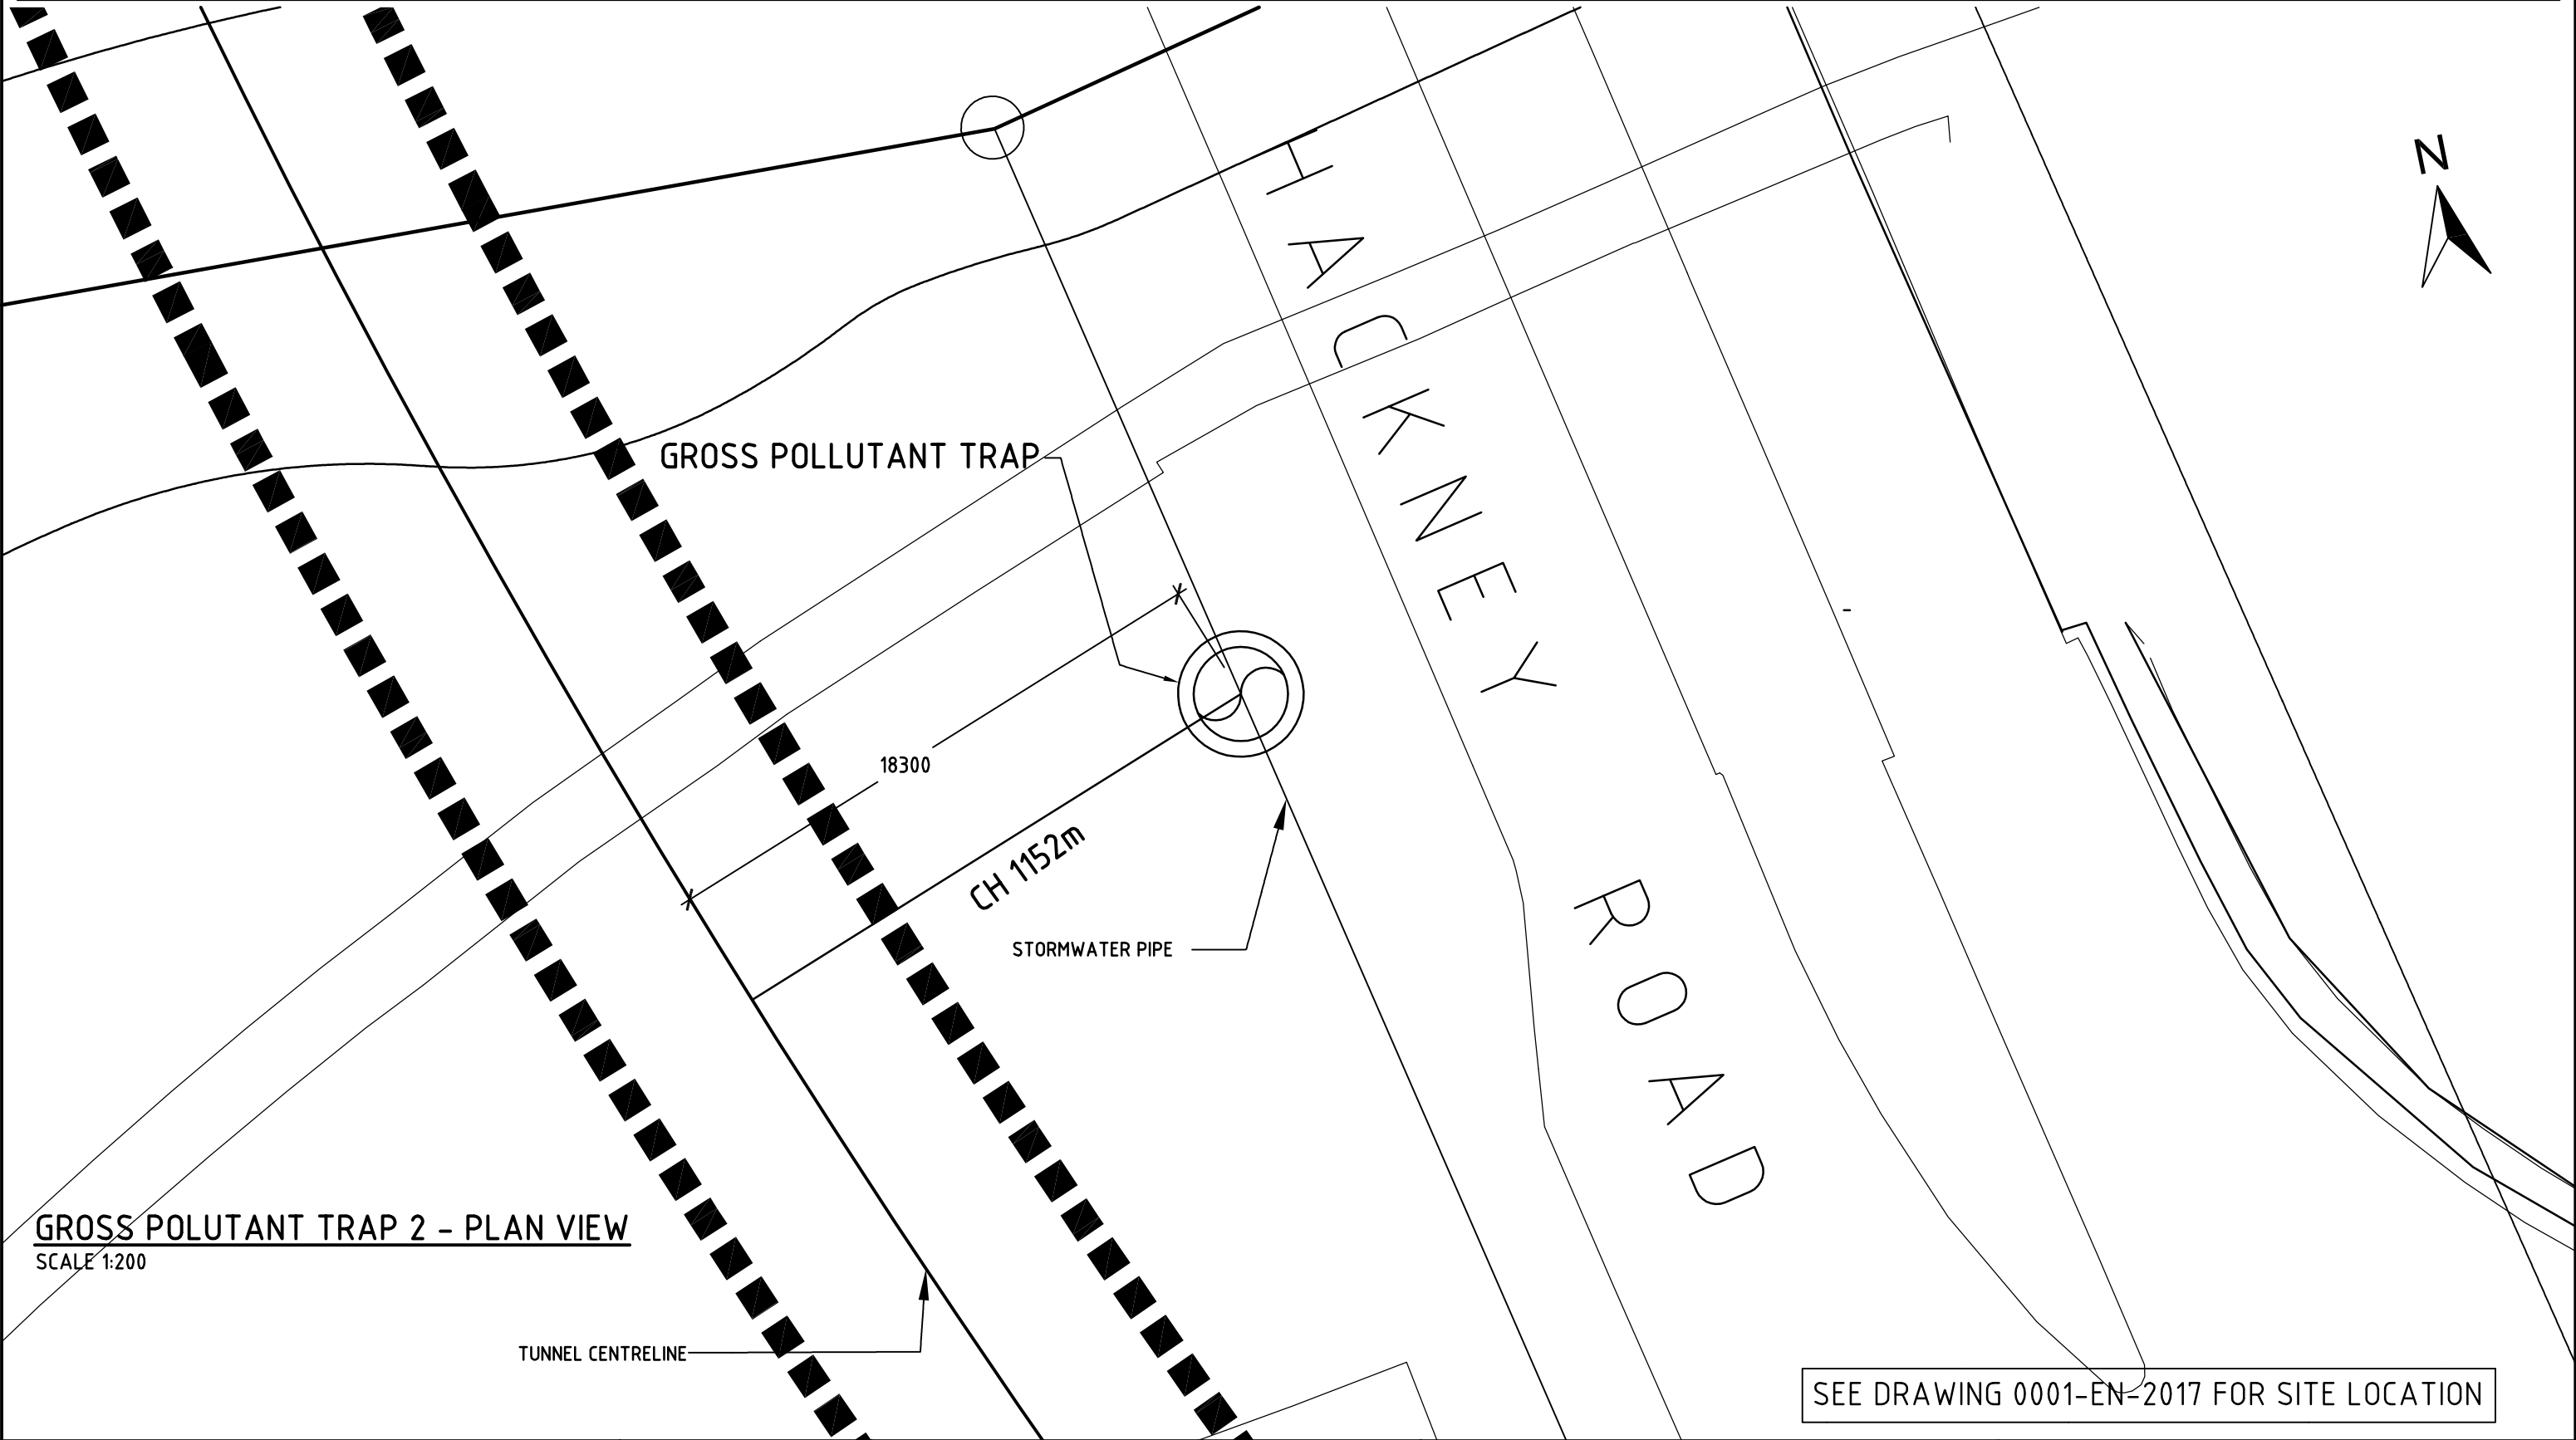 N
HACKNEY ROAD
GROSS POLLUTANT TRAP
18300
CH 1152m
STORMWATER PIPE
GROSS POLUTANT TRAP 2 - PLAN VIEW
SCALE 1:200
TUNNEL CENTRELINE
SEE DRAWING 0001-EN-2017 FOR SITE LOCATION